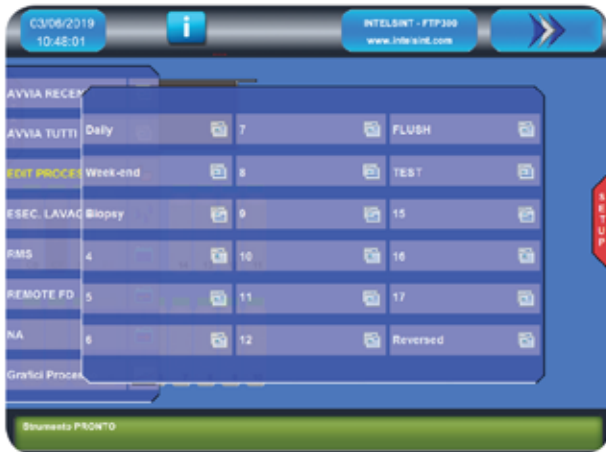 03/06/2019
10:48:01
i
INTELSINT - FTP300
www.intelsint.com
AVVIA RECEN
AVVIA TUTTI
EDIT PROCES
ESEC. LAVAG
RMS
REMOTE FD
NA
Grafici Proces
Daily
7
FLUSH
Week-end
8
TEST
Biopsy
9
15
4
10
16
5
11
17
6
12
Reversed
SETUP
Strumento PRONTO